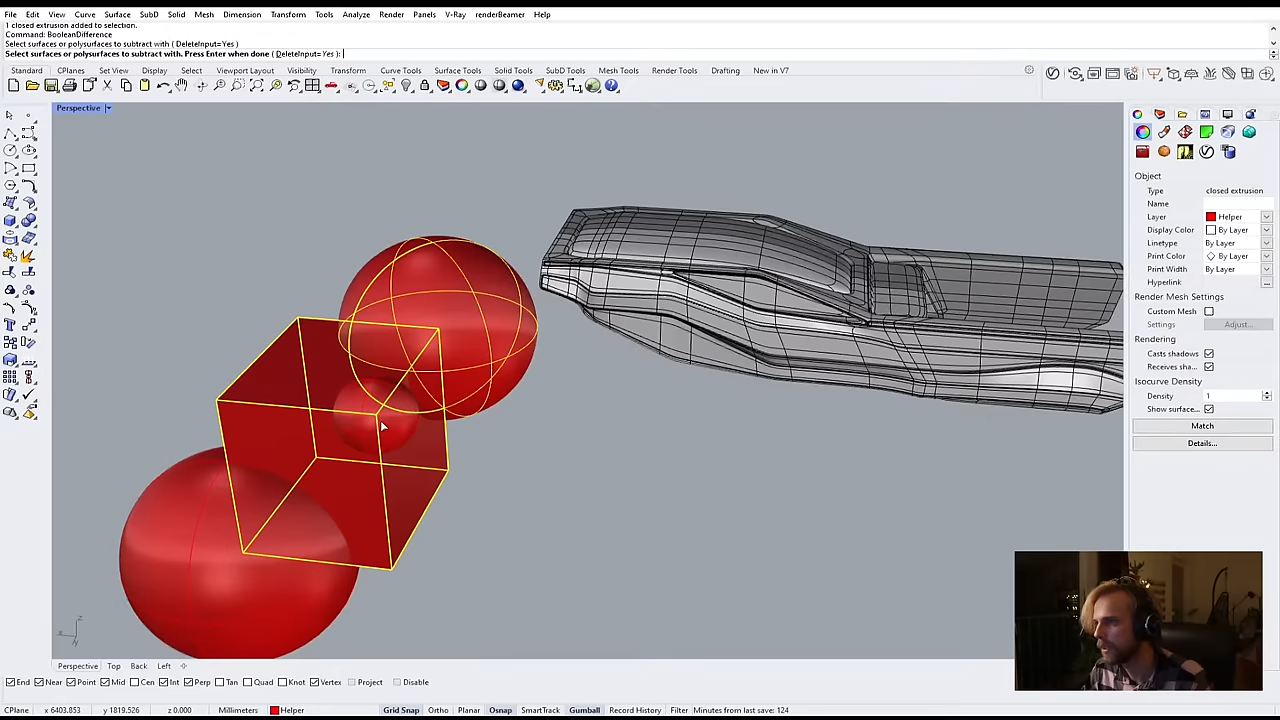 File Edit View Curve Surface SubD Solid Mesh Dimension Transform Tools Analyze Render Panels V-Ray renderBeamer Help
1 closed extrusion added to selection.
Command: BooleanDifference
Select surfaces or polysurfaces to subtract with ( DeleteInput=Yes )
Select surfaces or polysurfaces to subtract with. Press Enter when done ( DeleteInput=Yes ):
Standard CPlanes Set View Display Select Viewport Layout Visibility Transform Curve Tools Surface Tools Solid Tools SubD Tools Mesh Tools Render Tools Drafting New in V7
Perspective
Object
Type closed extrusion
Name
Layer Helper
Display Color By Layer
Linetype By Layer
Print Color By Layer
Print Width By Layer
Hyperlink ...
Render Mesh Settings
Custom Mesh
Settings Adjust...
Rendering
Casts shadows
Receives sha...
Isocurve Density
Density 1
Show surface...
Match
Details...
z
x
Perspective Top Back Left
End Near Point Mid Cen Int Perp Tan Quad Knot Vertex Project Disable
CPlane x 6403.853 y 1819.526 z 0.000 Millimeters Helper Grid Snap Ortho Planar Osnap SmartTrack Gumball Record History Filter Minutes from last save: 124